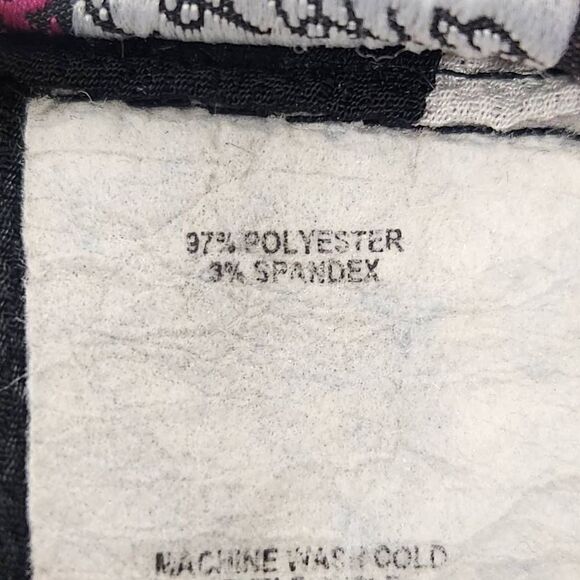 97% POLYESTER
3% SPANDEX
MACHINE WASH COLD